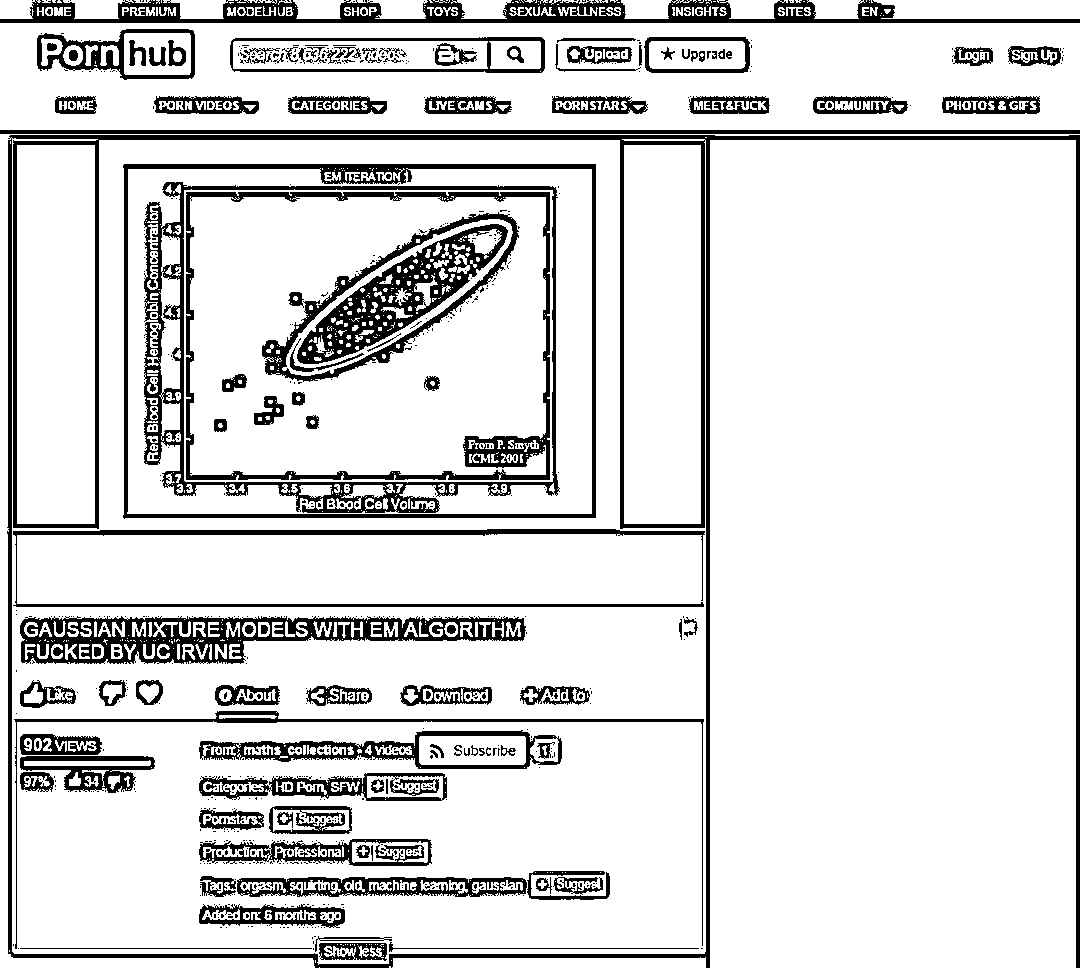 HOME PREMIUM MODELHUB SHOP TOYS SEXUAL WELLNESS INSIGHTS SITES EN
Pornhub Search 8,636,222 videos Upload Upgrade Login Sign Up
HOME PORN VIDEOS CATEGORIES LIVE CAMS PORNSTARS MEET&FUCK COMMUNITY PHOTOS & GIFS
EM ITERATION 1
4.4
4.3
4.2
4.1
4
3.9
3.8
3.7
Red Blood Cell Hemoglobin Concentration
From P. Smyth
ICML 2001
3.3 3.4 3.5 3.6 3.7 3.8 3.9 4
Red Blood Cell Volume
GAUSSIAN MIXTURE MODELS WITH EM ALGORITHM
FUCKED BY UC IRVINE
Like About Share Download Add to
902 VIEWS
97% 34 1
From: maths_collections · 4 videos Subscribe 1
Categories: HD Porn, SFW Suggest
Pornstars: Suggest
Production: Professional Suggest
Tags: orgasm, squirting, old, machine learning, gaussian Suggest
Added on: 6 months ago
Show less